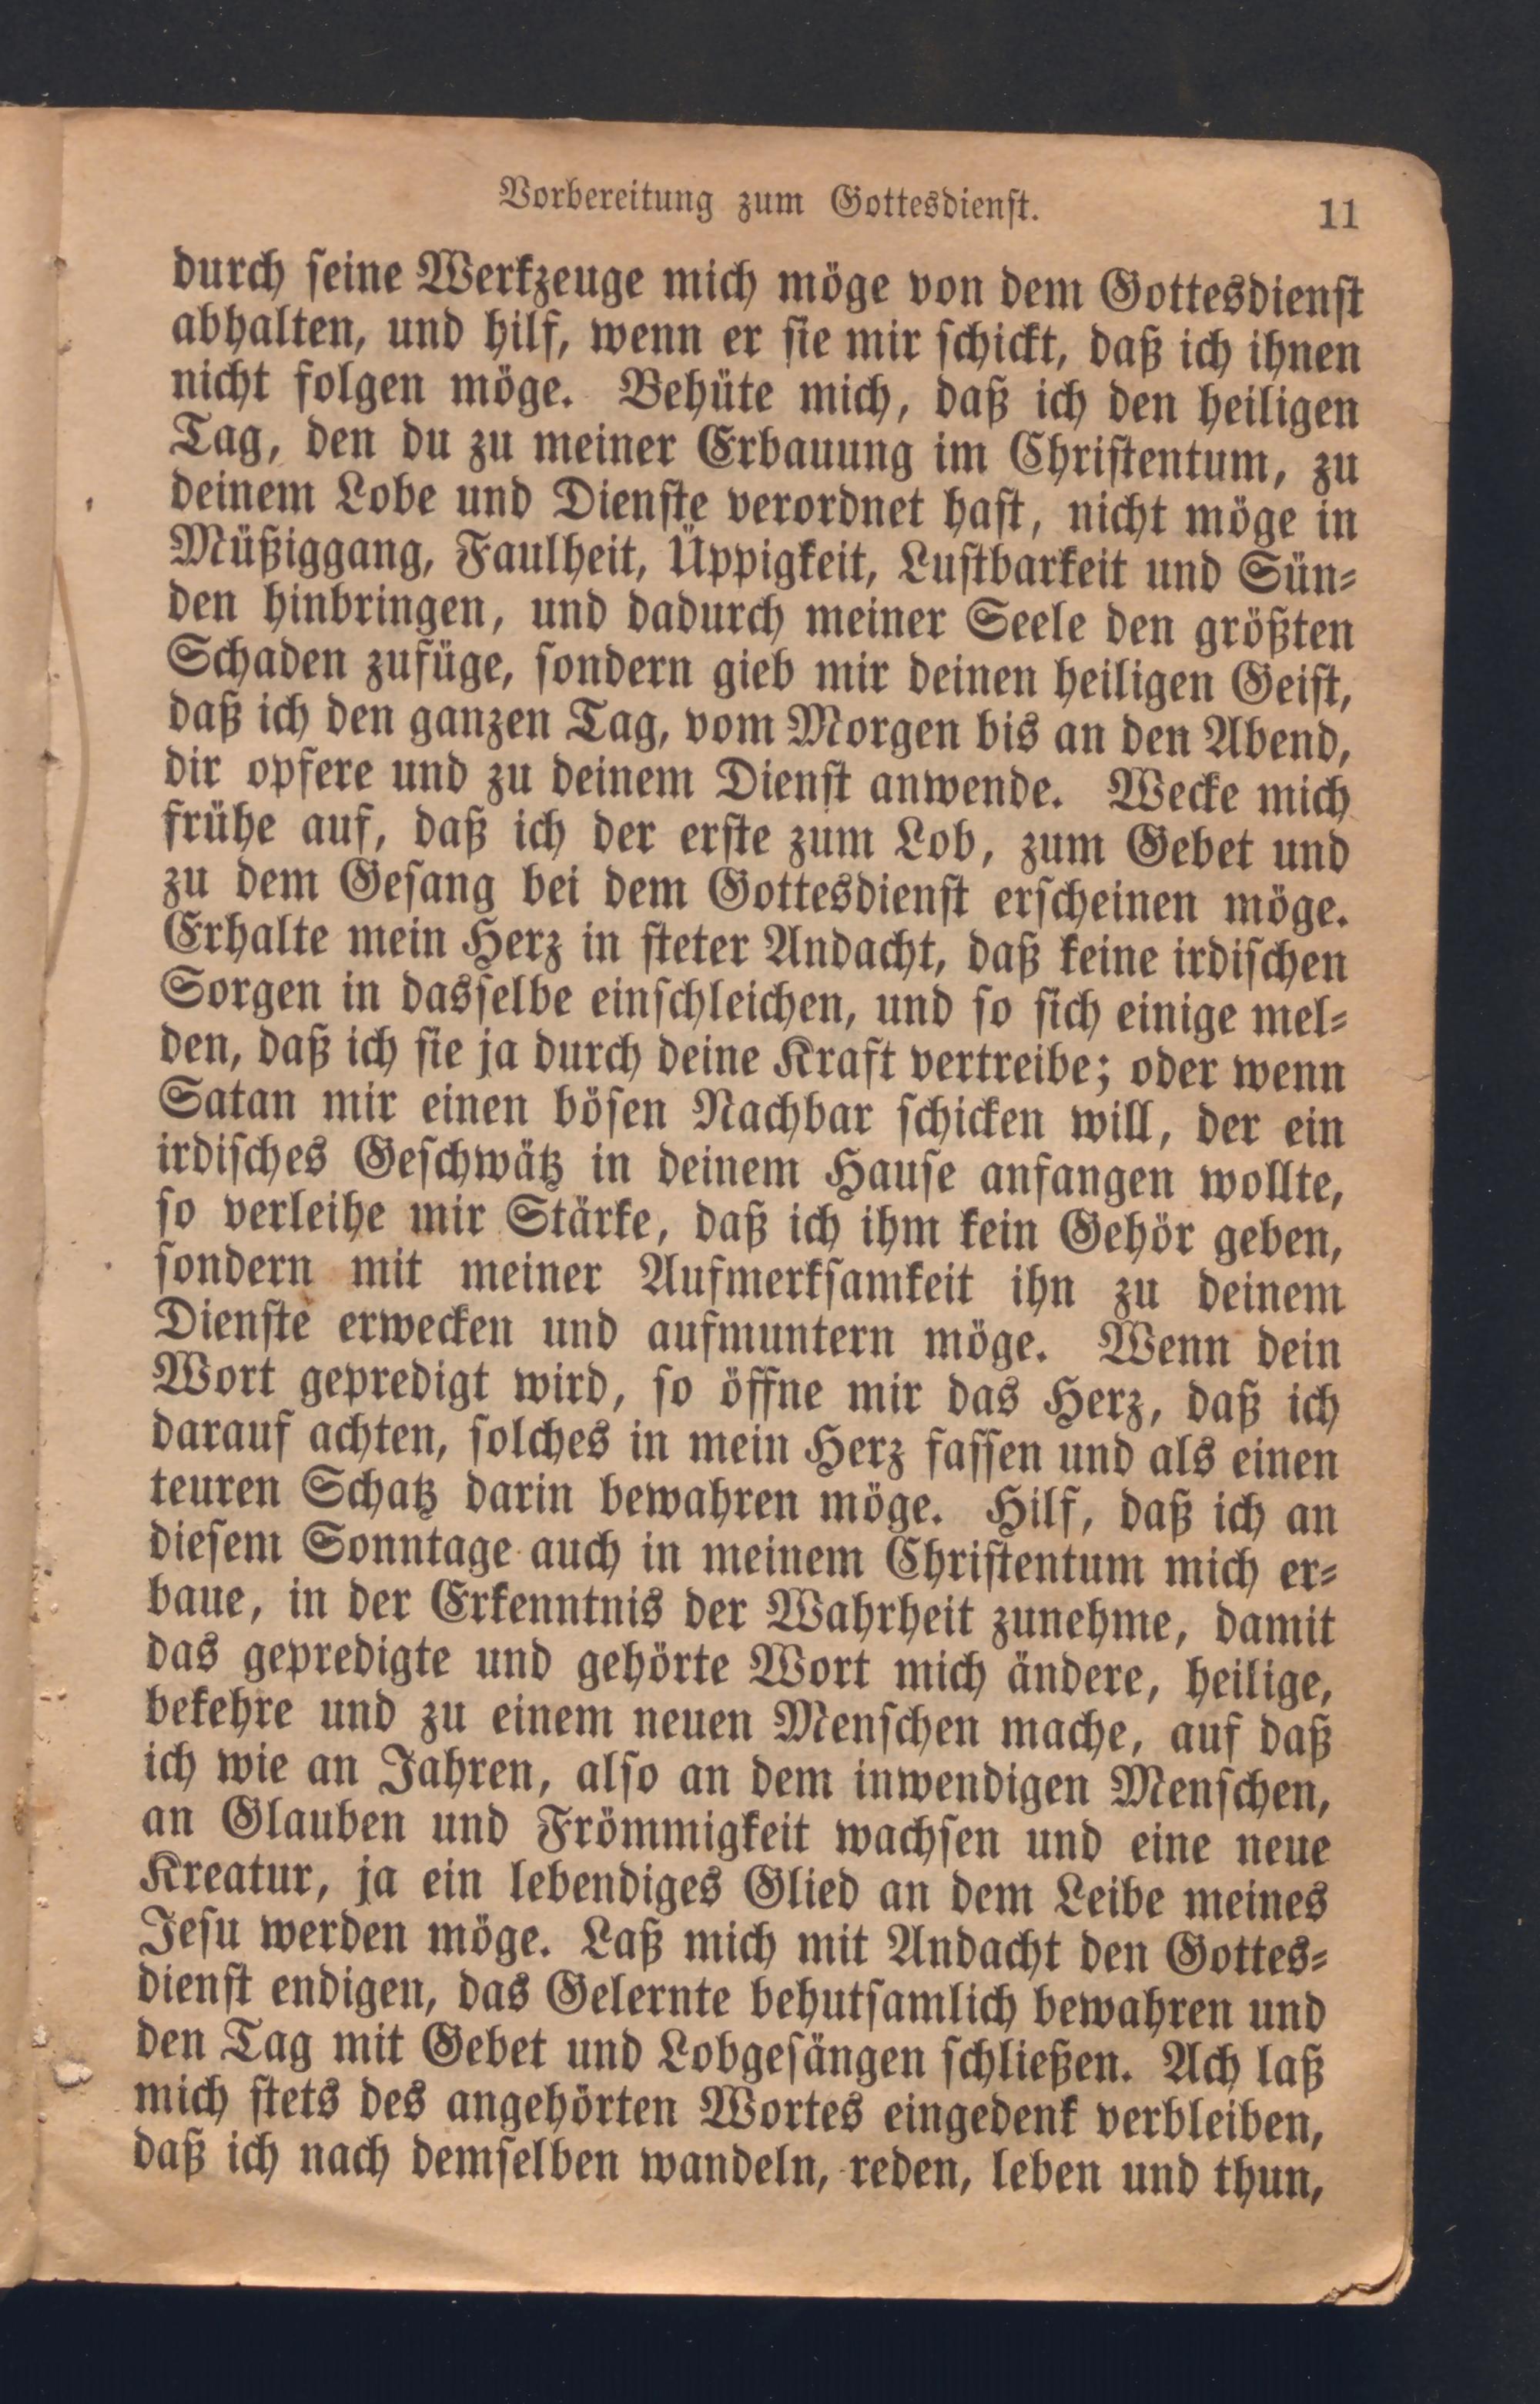 Vorbereitung zum Gottesdienst. 11
durch seine Werkzeuge mich möge von dem Gottesdienst
abhalten, und hilf, wenn er sie mir schickt, daß ich ihnen
nicht folgen möge. Behüte mich, daß ich den heiligen
Tag, den du zu meiner Erbauung im Christentum, zu
deinem Lobe und Dienste verordnet hast, nicht möge in
Müßiggang, Faulheit, Üppigkeit, Lustbarkeit und Sün-
den hinbringen, und dadurch meiner Seele den größten
Schaden zufüge, sondern gieb mir deinen heiligen Geist,
daß ich den ganzen Tag, vom Morgen bis an den Abend,
dir opfere und zu deinem Dienst anwende. Wecke mich
frühe auf, daß ich der erste zum Lob, zum Gebet und
zu dem Gesang bei dem Gottesdienst erscheinen möge.
Erhalte mein Herz in steter Andacht, daß keine irdischen
Sorgen in dasselbe einschleichen, und so sich einige mel-
den, daß ich sie ja durch deine Kraft vertreibe; oder wenn
Satan mir einen bösen Nachbar schicken will, der ein
irdisches Geschwätz in deinem Hause anfangen wollte,
so verleihe mir Stärke, daß ich ihm kein Gehör geben,
sondern mit meiner Aufmerksamkeit ihn zu deinem
Dienste erwecken und aufmuntern möge. Wenn dein
Wort gepredigt wird, so öffne mir das Herz, daß ich
darauf achten, solches in mein Herz fassen und als einen
teuren Schatz darin bewahren möge. Hilf, daß ich an
diesem Sonntage auch in meinem Christentum mich er-
baue, in der Erkenntnis der Wahrheit zunehme, damit
das gepredigte und gehörte Wort mich ändere, heilige,
bekehre und zu einem neuen Menschen mache, auf daß
ich wie an Jahren, also an dem inwendigen Menschen,
an Glauben und Frömmigkeit wachsen und eine neue
Kreatur, ja ein lebendiges Glied an dem Leibe meines
Jesu werden möge. Laß mich mit Andacht den Gottes-
dienst endigen, das Gelernte behutsamlich bewahren und
den Tag mit Gebet und Lobgesängen schließen. Ach laß
mich stets des angehörten Wortes eingedenk verbleiben,
daß ich nach demselben wandeln, reden, leben und thun,